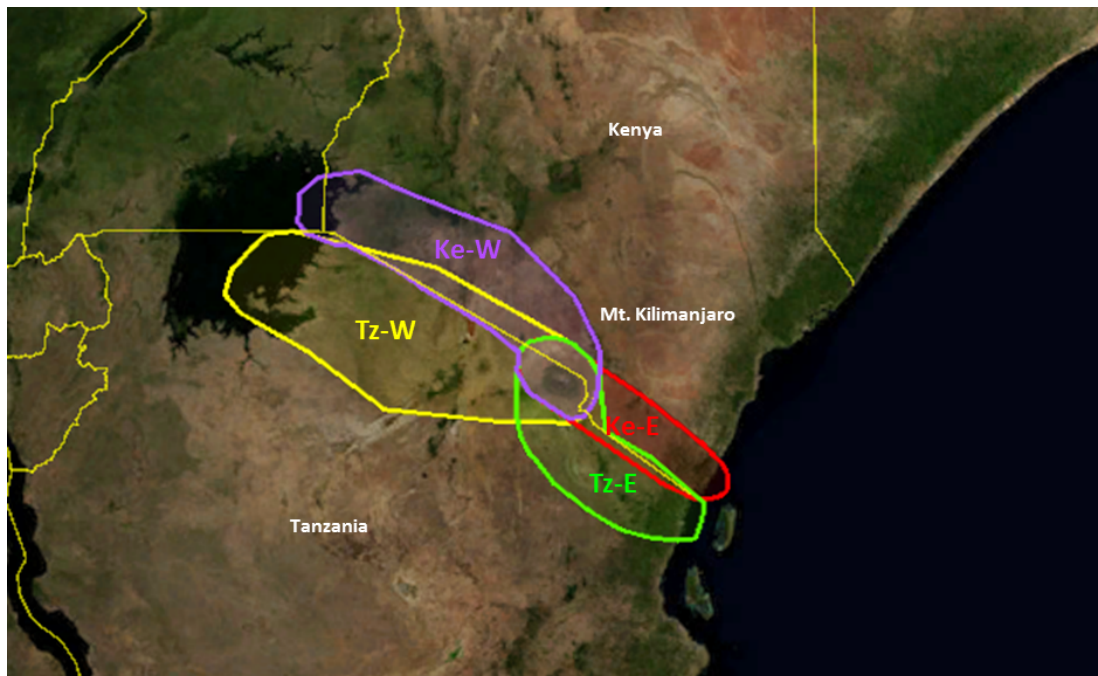 Kenya
Ke-W
Mt. Kilimanjaro
Tz-W
Ke-E
Tz-E
Tanzania